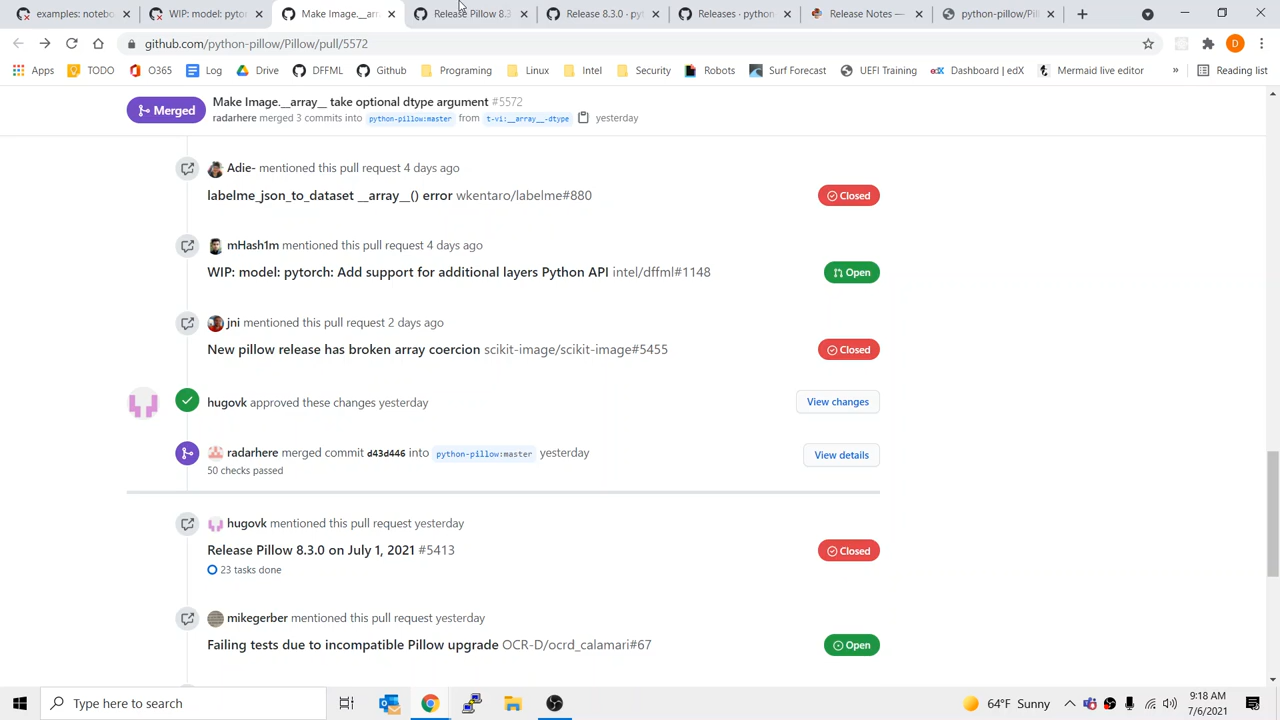 examples: notebo
WIP: model: pytor
Make Image.__ar
Release Pillow 8.3
Release 8.3.0 · py
Releases · python
Release Notes —
python-pillow/Pill
github.com/python-pillow/Pillow/pull/5572
D
Apps
TODO
O365
Log
Drive
DFFML
Github
Programing
Linux
Intel
Security
Robots
Surf Forecast
UEFI Training
edX
Dashboard | edX
Mermaid live editor
»
Reading list
Merged
Make Image.__array__ take optional dtype argument #5572
radarhere merged 3 commits into python-pillow:master from t-vi:__array__-dtype yesterday
Adie- mentioned this pull request 4 days ago
labelme_json_to_dataset __array__() error wkentaro/labelme#880
Closed
mHash1m mentioned this pull request 4 days ago
WIP: model: pytorch: Add support for additional layers Python API intel/dffml#1148
Open
jni mentioned this pull request 2 days ago
New pillow release has broken array coercion scikit-image/scikit-image#5455
Closed
hugovk approved these changes yesterday
View changes
radarhere merged commit d43d446 into python-pillow:master yesterday
View details
50 checks passed
hugovk mentioned this pull request yesterday
Release Pillow 8.3.0 on July 1, 2021 #5413
Closed
23 tasks done
mikegerber mentioned this pull request yesterday
Failing tests due to incompatible Pillow upgrade OCR-D/ocrd_calamari#67
Open
Type here to search
64°F Sunny
9:18 AM
7/6/2021